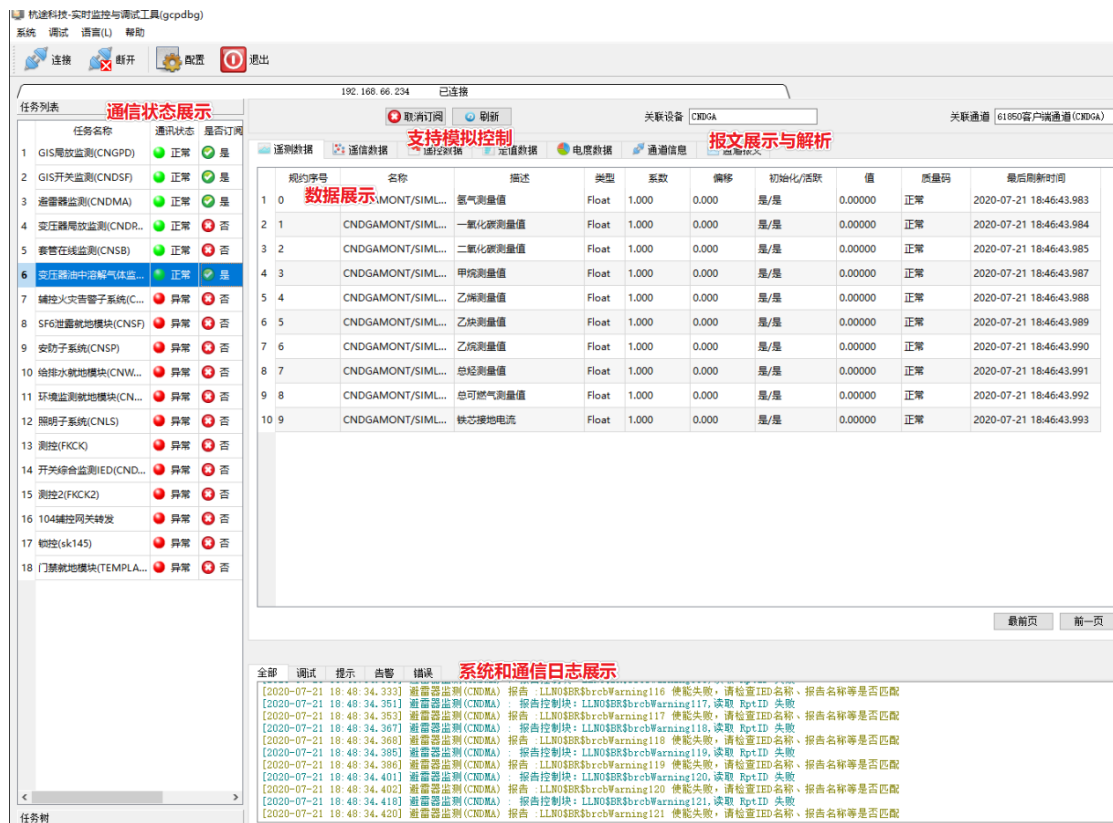 杭途科技-实时监控与调试工具(gcpdbg)
系统 调试 语言(L) 帮助
连接 断开 配置 退出
192.168.66.234 已连接
任务列表
通信状态展示
取消订阅 刷新 关联设备 CNDGA 关联通道 61850客户端通道(CNDGA)
支持模拟控制 报文展示与解析
任务名称 通讯状态 是否订阅
遥测数据 遥信数据 遥控数据 定值数据 电度数据 通道信息 通道报文
1 GIS局放监测(CNGPD) 正常 是
2 GIS开关监测(CNDSF) 正常 是
3 避雷器监测(CNDMA) 正常 是
4 变压器局放监测(CNDP... 正常 否
5 套管在线监测(CNSB) 正常 否
6 变压器油中溶解气体监... 正常 是
7 辅控火灾告警子系统(C... 异常 否
8 SF6泄露就地模块(CNSF) 异常 否
9 安防子系统(CNSP) 异常 否
10 给排水就地模块(CNW... 异常 否
11 环境监测就地模块(CN... 异常 否
12 照明子系统(CNLS) 异常 否
13 测控(FKCK) 异常 否
14 开关综合监测IED(CND... 异常 否
15 测控2(FKCK2) 异常 否
16 104辅控网关转发 异常 否
17 锁控(sk145) 异常 否
18 门禁就地模块(TEMPLA... 异常 否
任务树
规约序号 名称 描述 类型 系数 偏移 初始化/活跃 值 质量码 最后刷新时间
数据展示
1 0 GAMONT/SIML... 氢气测量值 Float 1.000 0.000 是/是 0.00000 正常 2020-07-21 18:46:43.983
2 1 CNDGAMONT/SIML... 一氧化碳测量值 Float 1.000 0.000 是/是 0.00000 正常 2020-07-21 18:46:43.984
3 2 CNDGAMONT/SIML... 二氧化碳测量值 Float 1.000 0.000 是/是 0.00000 正常 2020-07-21 18:46:43.985
4 3 CNDGAMONT/SIML... 甲烷测量值 Float 1.000 0.000 是/是 0.00000 正常 2020-07-21 18:46:43.987
5 4 CNDGAMONT/SIML... 乙烯测量值 Float 1.000 0.000 是/是 0.00000 正常 2020-07-21 18:46:43.988
6 5 CNDGAMONT/SIML... 乙炔测量值 Float 1.000 0.000 是/是 0.00000 正常 2020-07-21 18:46:43.989
7 6 CNDGAMONT/SIML... 乙烷测量值 Float 1.000 0.000 是/是 0.00000 正常 2020-07-21 18:46:43.990
8 7 CNDGAMONT/SIML... 总烃测量值 Float 1.000 0.000 是/是 0.00000 正常 2020-07-21 18:46:43.991
9 8 CNDGAMONT/SIML... 总可燃气测量值 Float 1.000 0.000 是/是 0.00000 正常 2020-07-21 18:46:43.992
10 9 CNDGAMONT/SIML... 铁芯接地电流 Float 1.000 0.000 是/是 0.00000 正常 2020-07-21 18:46:43.993
最前页 前一页
全部 调试 提示 告警 错误
系统和通信日志展示
[2020-07-21 18:48:34.333] 避雷器监测(CNDMA) 报告 :LLN0$BR$brcbWarning116 使能失败，请检查IED名称、报告名称等是否匹配
[2020-07-21 18:48:34.351] 避雷器监测(CNDMA) : 报告控制块: LLN0$BR$brcbWarning117,读取 RptID 失败
[2020-07-21 18:48:34.353] 避雷器监测(CNDMA) 报告 :LLN0$BR$brcbWarning117 使能失败，请检查IED名称、报告名称等是否匹配
[2020-07-21 18:48:34.367] 避雷器监测(CNDMA) : 报告控制块: LLN0$BR$brcbWarning118,读取 RptID 失败
[2020-07-21 18:48:34.368] 避雷器监测(CNDMA) 报告 :LLN0$BR$brcbWarning118 使能失败，请检查IED名称、报告名称等是否匹配
[2020-07-21 18:48:34.385] 避雷器监测(CNDMA) : 报告控制块: LLN0$BR$brcbWarning119,读取 RptID 失败
[2020-07-21 18:48:34.386] 避雷器监测(CNDMA) 报告 :LLN0$BR$brcbWarning119 使能失败，请检查IED名称、报告名称等是否匹配
[2020-07-21 18:48:34.401] 避雷器监测(CNDMA) : 报告控制块: LLN0$BR$brcbWarning120,读取 RptID 失败
[2020-07-21 18:48:34.402] 避雷器监测(CNDMA) 报告 :LLN0$BR$brcbWarning120 使能失败，请检查IED名称、报告名称等是否匹配
[2020-07-21 18:48:34.418] 避雷器监测(CNDMA) : 报告控制块: LLN0$BR$brcbWarning121,读取 RptID 失败
[2020-07-21 18:48:34.420] 避雷器监测(CNDMA) 报告 :LLN0$BR$brcbWarning121 使能失败，请检查IED名称、报告名称等是否匹配